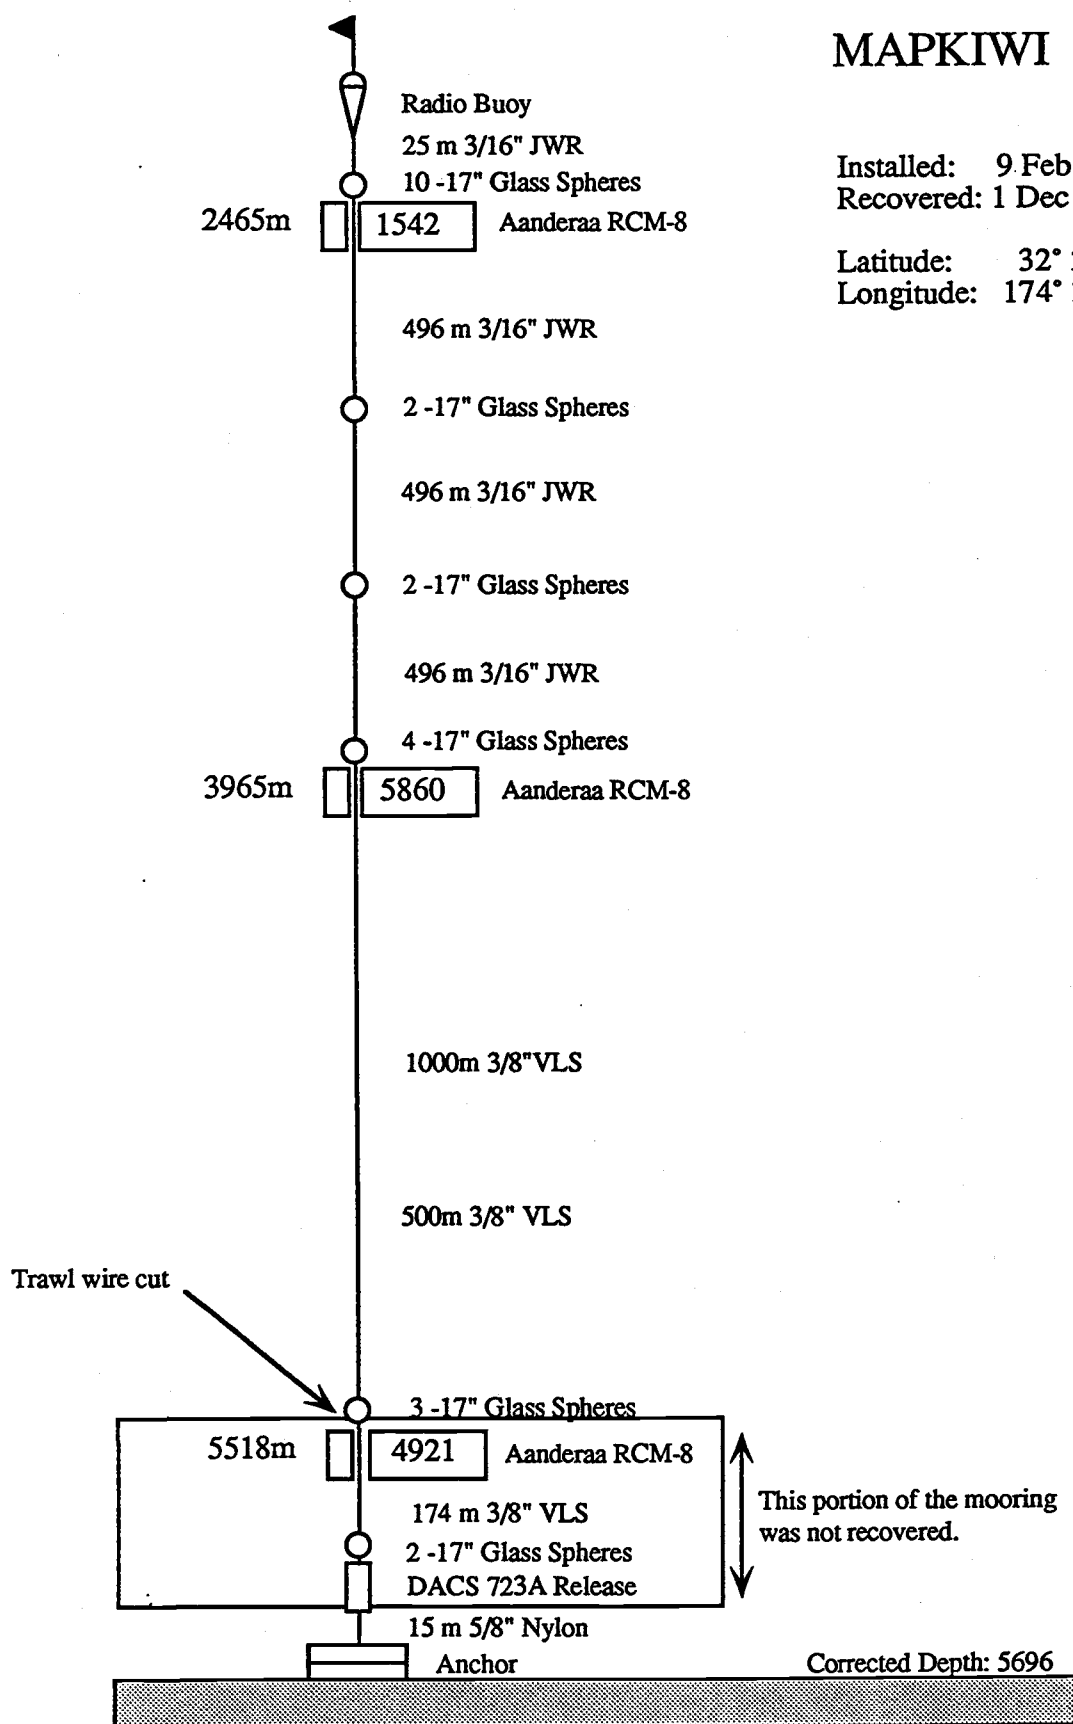 MAPKIWI
Radio Buoy
25 m 3/16" JWR
Installed: 9 Feb
10 -17" Glass Spheres
Recovered: 1 Dec
2465m
1542
Aanderaa RCM-8
Latitude: 32°
Longitude: 174°
496 m 3/16" JWR
2 -17" Glass Spheres
496 m 3/16" JWR
2 -17" Glass Spheres
496 m 3/16" JWR
4 -17" Glass Spheres
3965m
5860
Aanderaa RCM-8
1000m 3/8"VLS
500m 3/8" VLS
Trawl wire cut
3 -17" Glass Spheres
5518m
4921
Aanderaa RCM-8
174 m 3/8" VLS
This portion of the mooring
was not recovered.
2 -17" Glass Spheres
DACS 723A Release
15 m 5/8" Nylon
Anchor
Corrected Depth: 5696